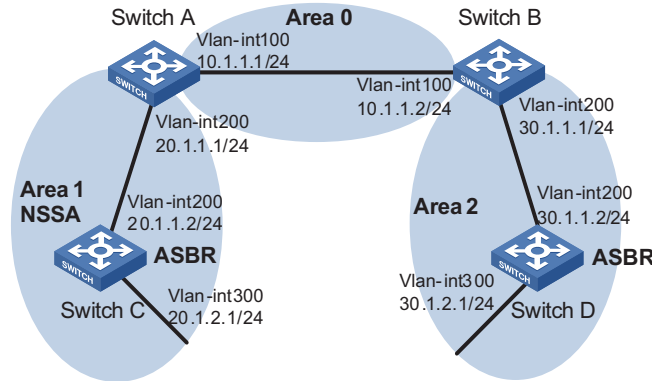 Switch A
Area 0
Switch B
Vlan-int100
10.1.1.1/24
SWITCH
SWITCH
Vlan-int100
10.1.1.2/24
Vlan-int200
20.1.1.1/24
Vlan-int200
30.1.1.1/24
Area 1
NSSA
Vlan-int200
20.1.1.2/24
Area 2
Vlan-int200
30.1.1.2/24
SWITCH
ASBR
SWITCH
ASBR
Switch C
Vlan-int300
20.1.2.1/24
Vlan-int300
30.1.2.1/24
Switch D